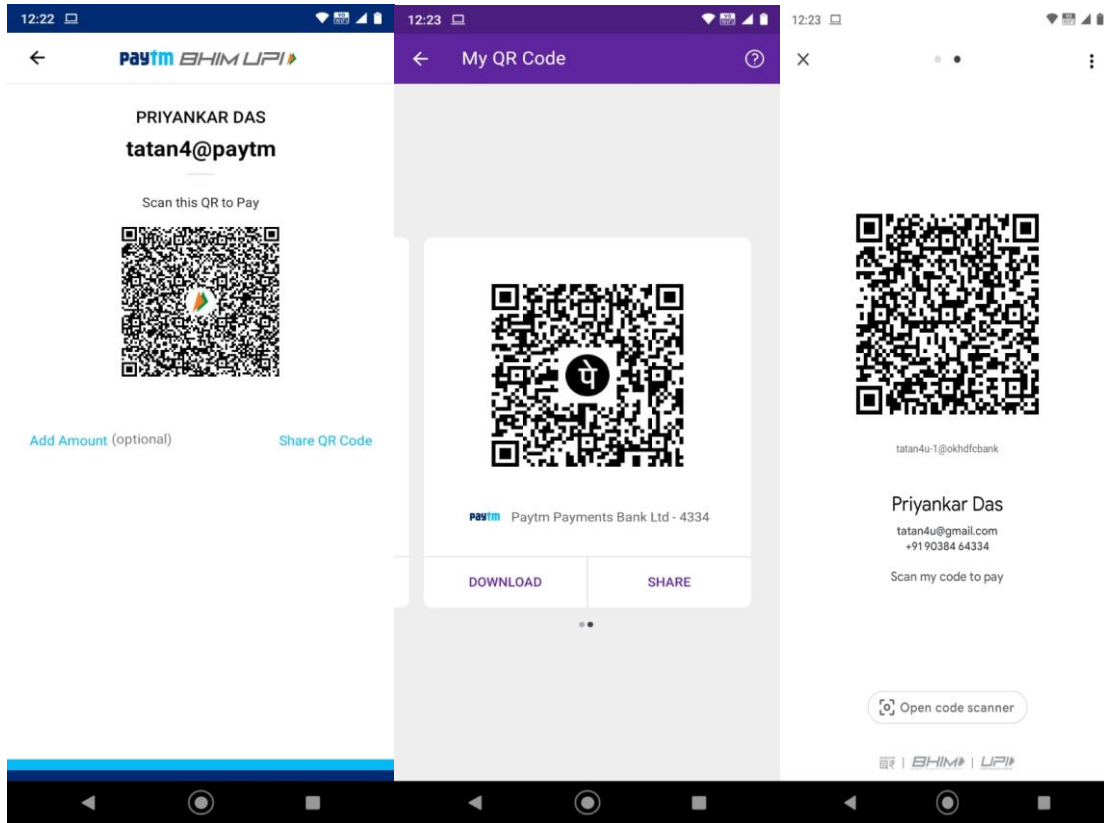 12:22
paytm BHIM UPI
PRIYANKAR DAS
tatan4@paytm
Scan this QR to Pay
Add Amount (optional)
Share QR Code
12:23
My QR Code
पे
paytm Paytm Payments Bank Ltd - 4334
DOWNLOAD
SHARE
12:23
tatan4u-1@okhdfcbank
Priyankar Das
tatan4u@gmail.com
+91 90384 64334
Scan my code to pay
Open code scanner
BHIM | UPI